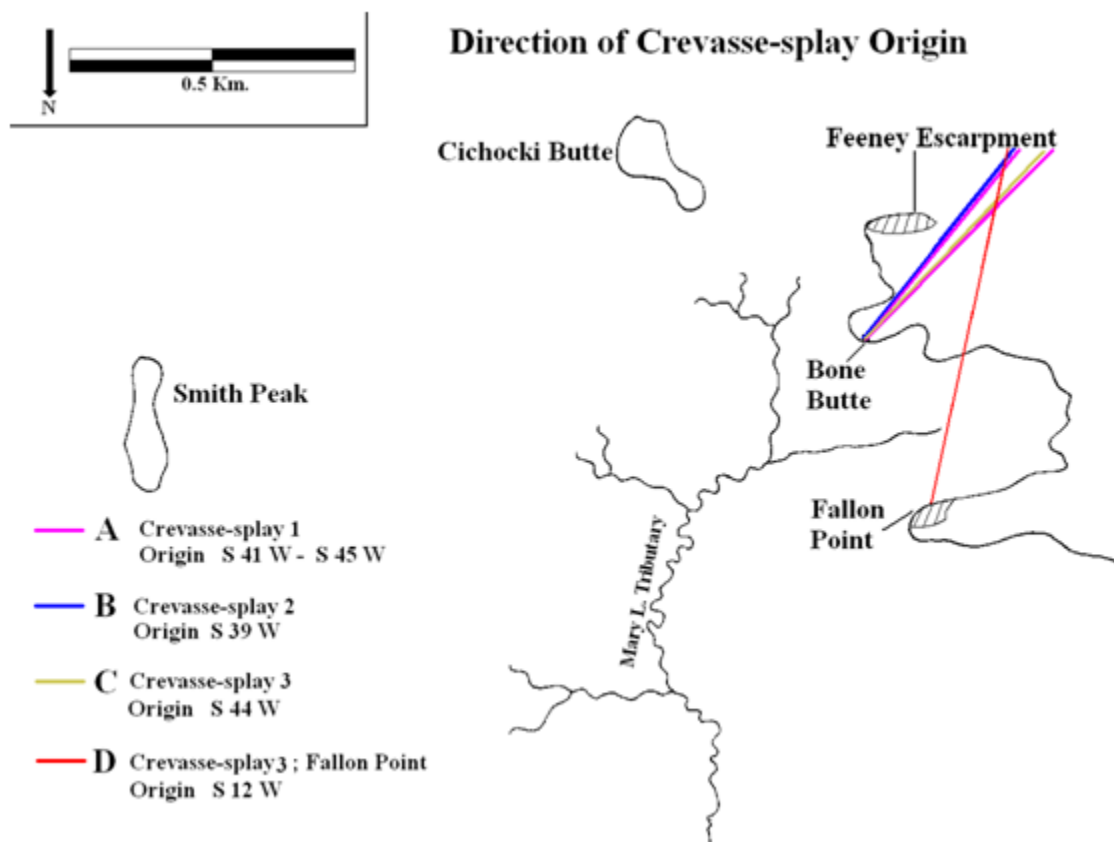 Direction of Crevasse-splay Origin
N
0.5 Km.
Cichocki Butte
Feeney Escarpment
Bone
Butte
Smith Peak
Fallon
Point
Mary L. Tributary
A Crevasse-splay 1
Origin S 41 W - S 45 W
B Crevasse-splay 2
Origin S 39 W
C Crevasse-splay 3
Origin S 44 W
D Crevasse-splay 3 ; Fallon Point
Origin S 12 W